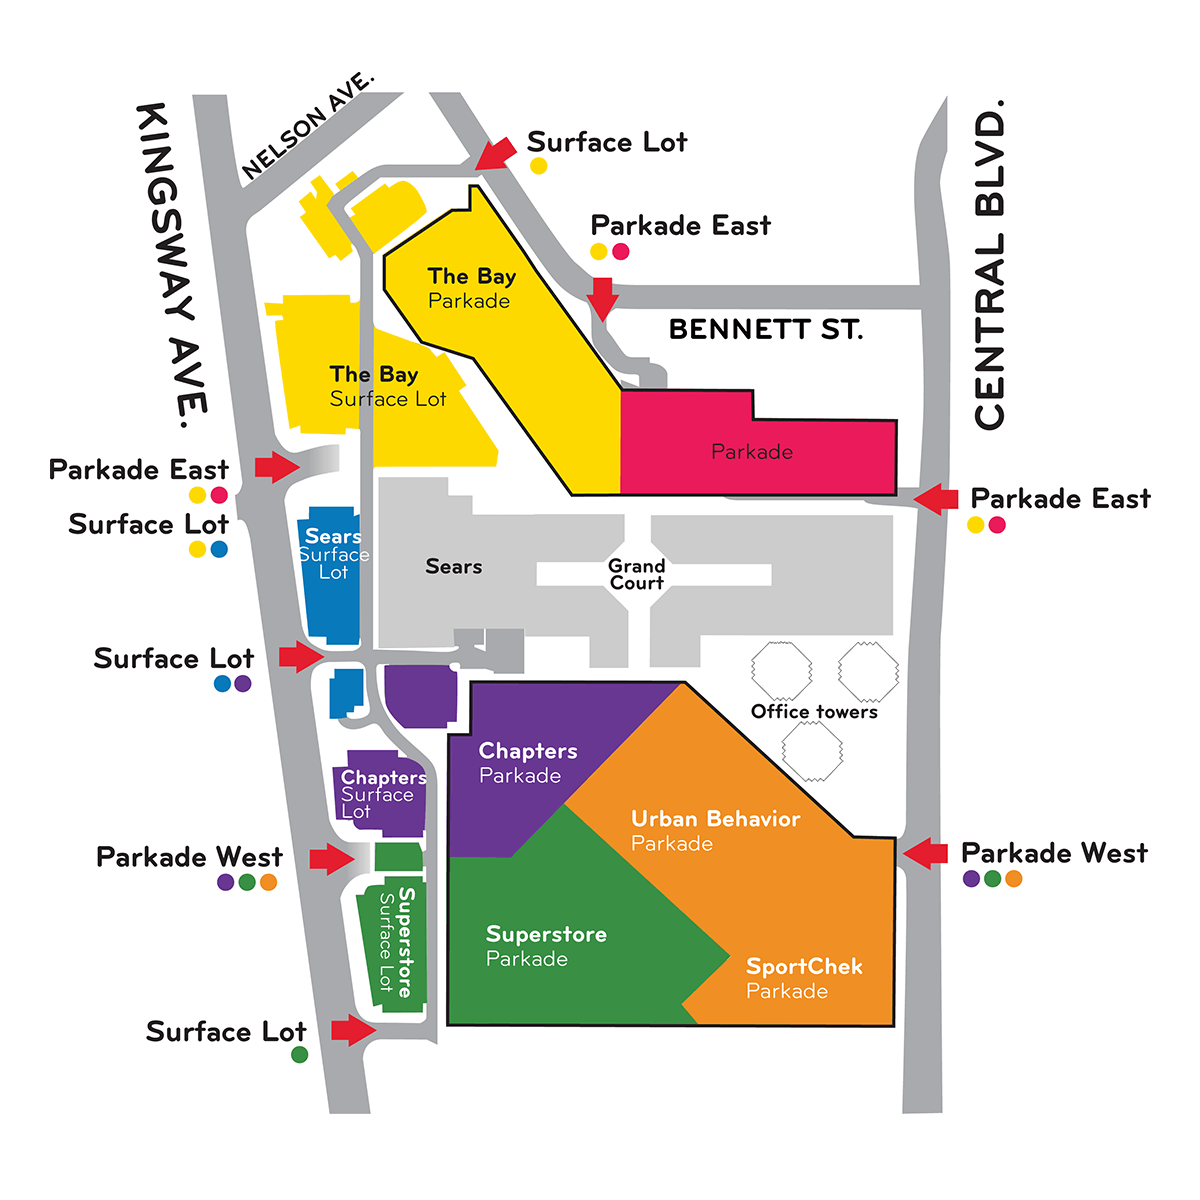 NELSON AVE.
KINGSWAY AVE.
CENTRAL BLVD.
Surface Lot
Parkade East
The Bay
Parkade
BENNETT ST.
The Bay
Surface Lot
Parkade
Parkade East
Surface Lot
Parkade East
Sears
Surface
Lot
Sears
Grand
Court
Surface Lot
Office towers
Chapters
Parkade
Chapters
Surface
Lot
Urban Behavior
Parkade
Parkade West
Parkade West
Superstore
Surface Lot
Superstore
Parkade
SportChek
Parkade
Surface Lot